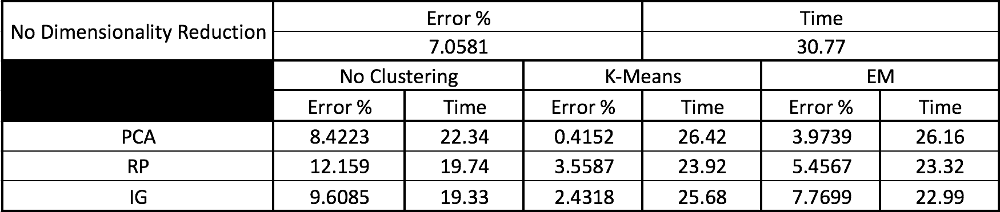 No Dimensionality Reduction Error % Time
7.0581 30.77
No Clustering K-Means EM
Error % Time Error % Time Error % Time
PCA 8.4223 22.34 0.4152 26.42 3.9739 26.16
RP 12.159 19.74 3.5587 23.92 5.4567 23.32
IG 9.6085 19.33 2.4318 25.68 7.7699 22.99